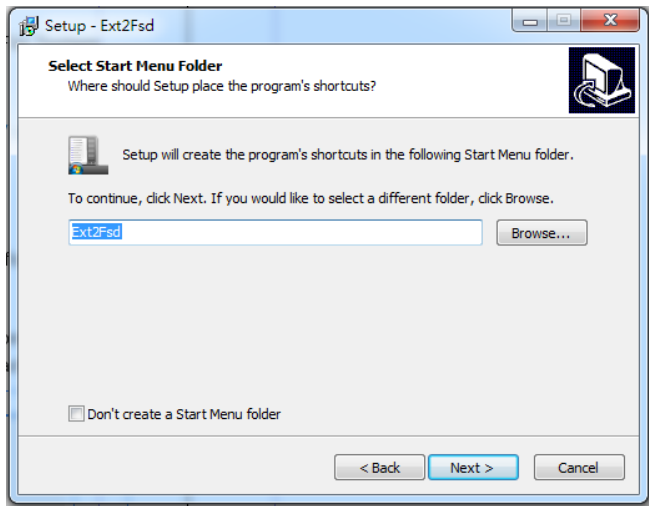 Setup - Ext2Fsd
Select Start Menu Folder
Where should Setup place the program's shortcuts?
Setup will create the program's shortcuts in the following Start Menu folder.
To continue, click Next. If you would like to select a different folder, click Browse.
Ext2Fsd
Browse...
Don't create a Start Menu folder
< Back
Next >
Cancel